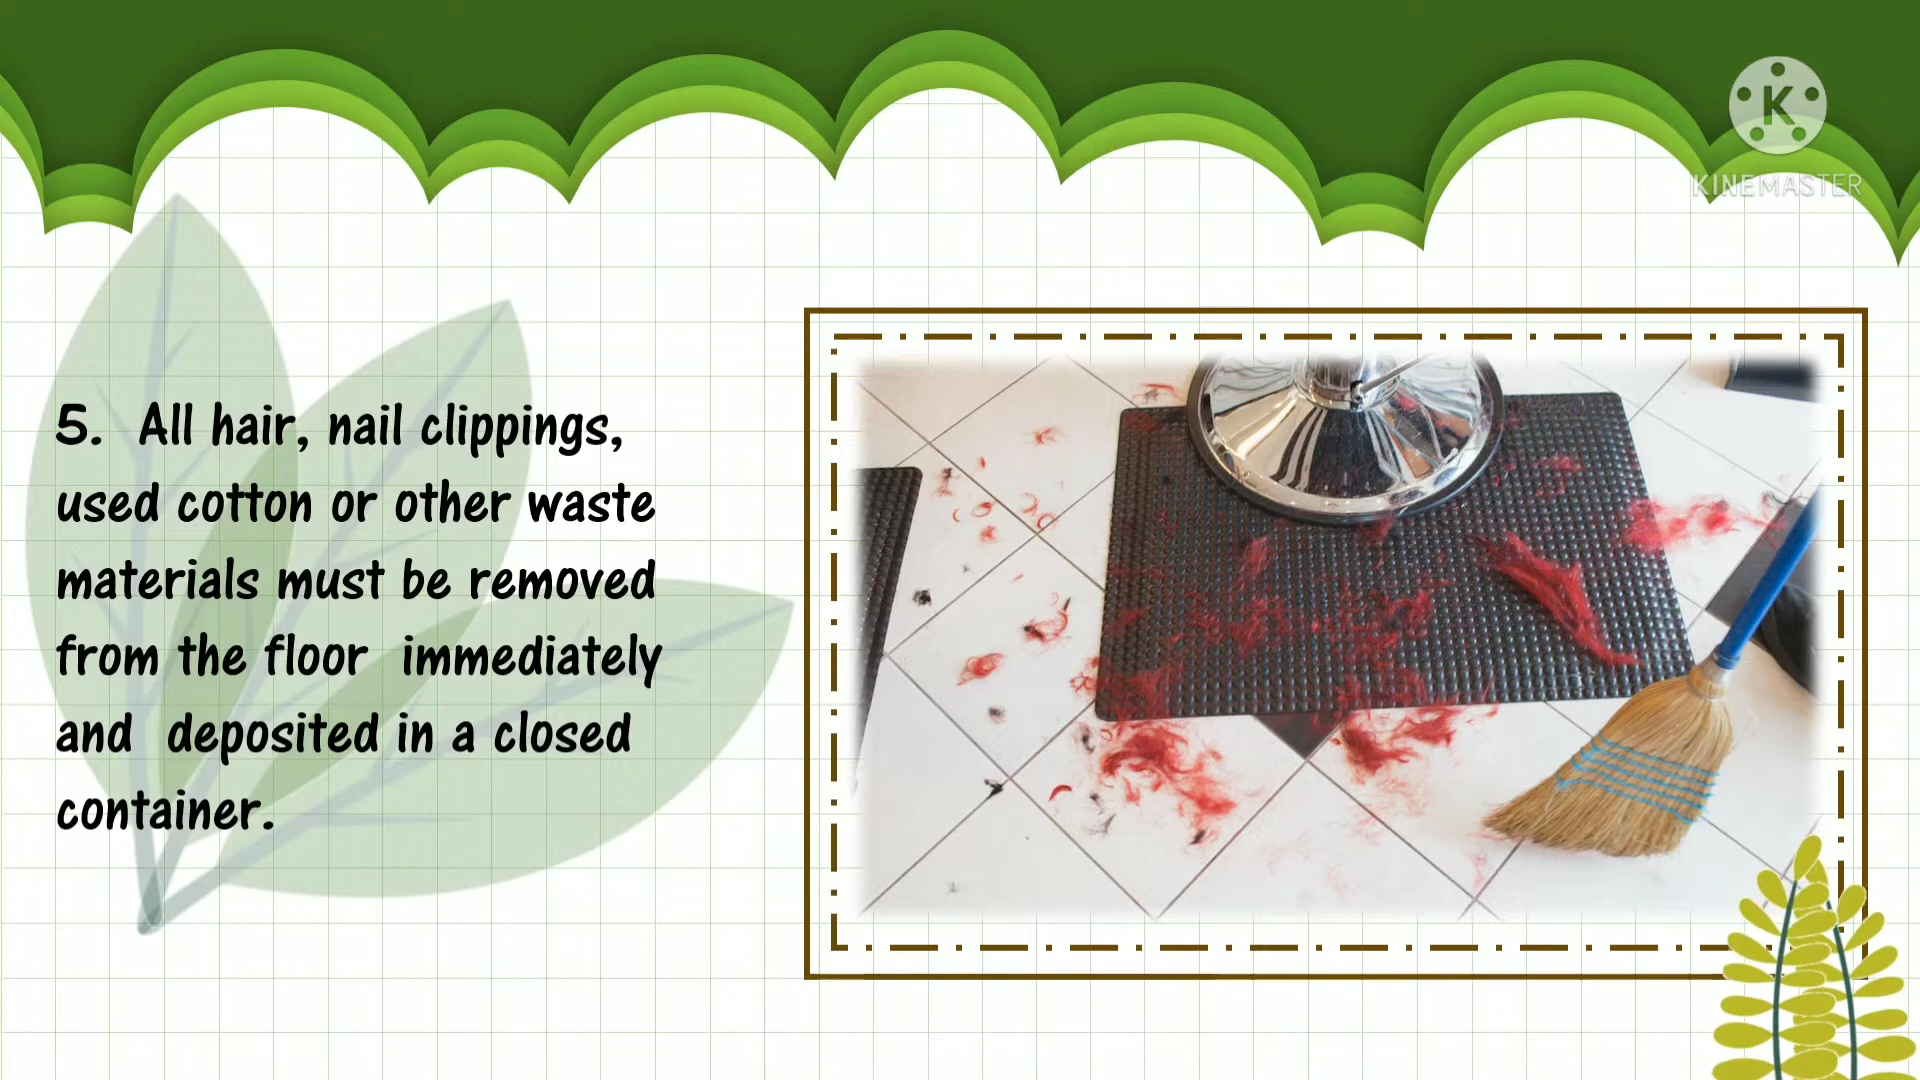 K
KINEMASTER
5. All hair, nail clippings,
used cotton or other waste
materials must be removed
from the floor immediately
and deposited in a closed
container.